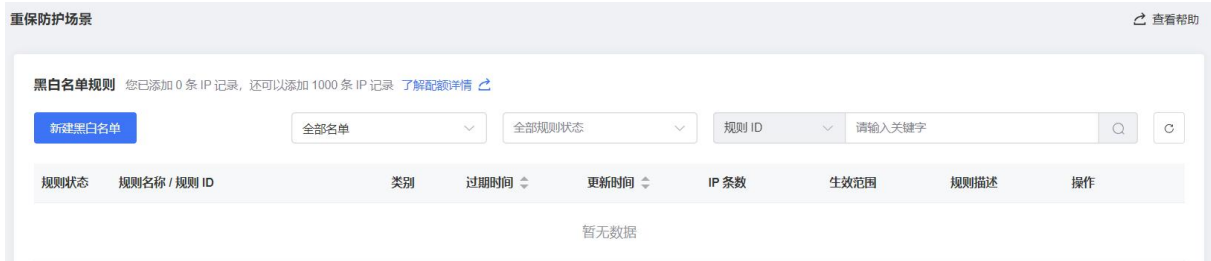 重保防护场景 查看帮助
黑白名单规则 您已添加 0 条 IP 记录，还可以添加 1000 条 IP 记录 了解配额详情
新建黑白名单 全部名单 全部规则状态 规则 ID 请输入关键字
规则状态 规则名称 / 规则 ID 类别 过期时间 更新时间 IP 条数 生效范围 规则描述 操作
暂无数据